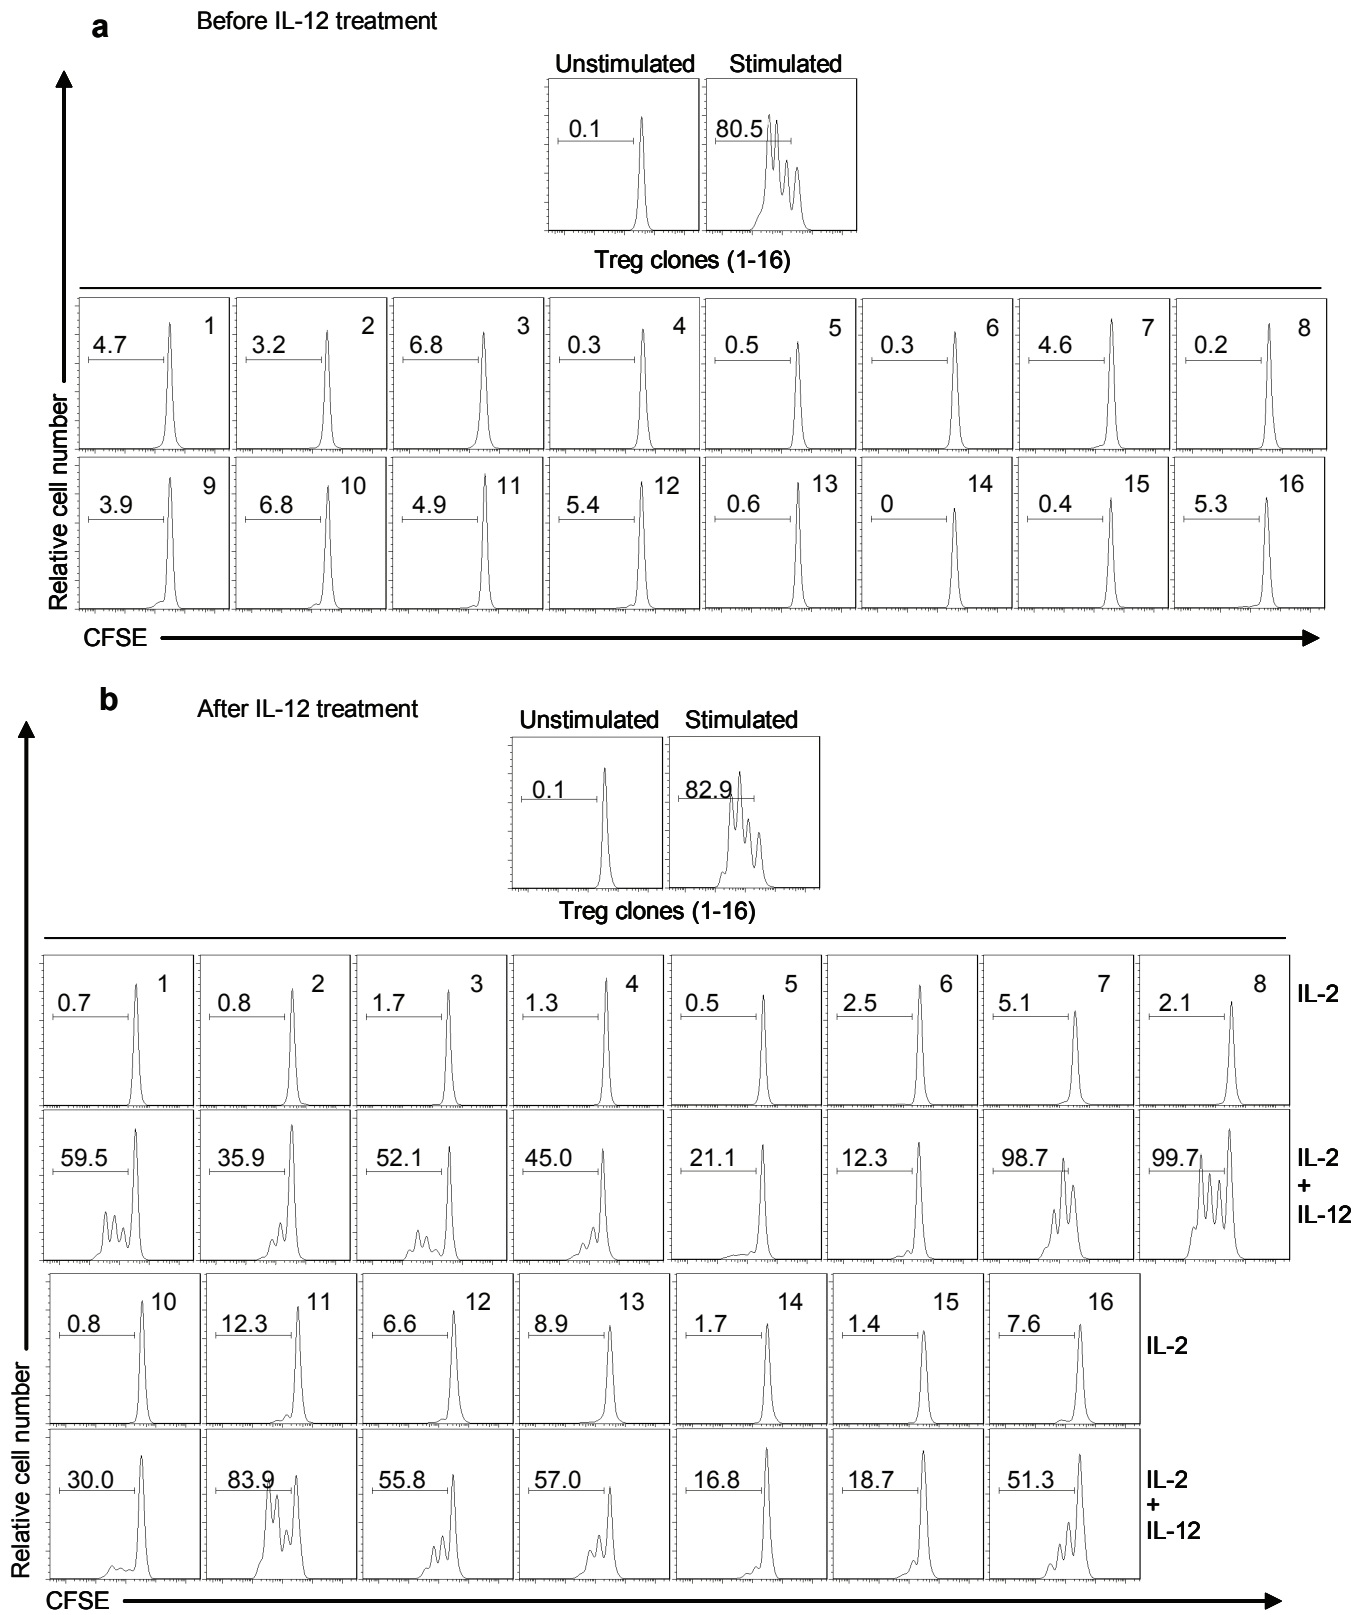 a Before IL-12 treatment
Unstimulated Stimulated
0.1 80.5
Treg clones (1-16)
1 2 3 4 5 6 7 8
4.7 3.2 6.8 0.3 0.5 0.3 4.6 0.2
9 10 11 12 13 14 15 16
3.9 6.8 4.9 5.4 0.6 0 0.4 5.3
Relative cell number
CFSE
b After IL-12 treatment
Unstimulated Stimulated
0.1 82.9
Treg clones (1-16)
1 2 3 4 5 6 7 8 IL-2
0.7 0.8 1.7 1.3 0.5 2.5 5.1 2.1
59.5 35.9 52.1 45.0 21.1 12.3 98.7 99.7 IL-2
+
IL-12
10 11 12 13 14 15 16
0.8 12.3 6.6 8.9 1.7 1.4 7.6 IL-2
30.0 83.9 55.8 57.0 16.8 18.7 51.3 IL-2
+
IL-12
Relative cell number
CFSE